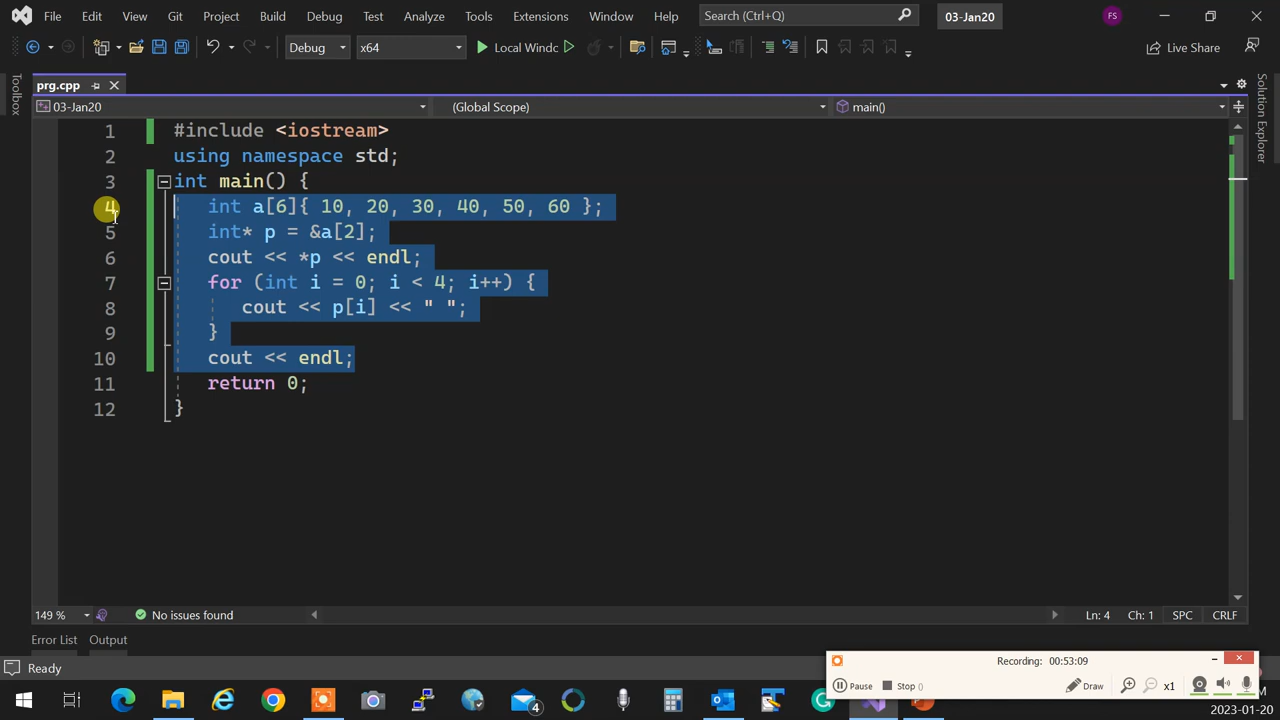 File Edit View Git Project Build Debug Test Analyze Tools Extensions Window Help Search (Ctrl+Q) 03-Jan20 FS
Debug x64 Local Windc Live Share
Toolbox
prg.cpp
Solution Explorer
03-Jan20 (Global Scope) main()
1 #include <iostream>
2 using namespace std;
3 int main() {
4 int a[6]{ 10, 20, 30, 40, 50, 60 };
5 int* p = &a[2];
6 cout << *p << endl;
7 for (int i = 0; i < 4; i++) {
8 cout << p[i] << " ";
9 }
10 cout << endl;
11 return 0;
12 }
149 % No issues found Ln: 4 Ch: 1 SPC CRLF
Error List Output
Ready
Recording: 00:53:09
Pause Stop () Draw x1
4
2023-01-20